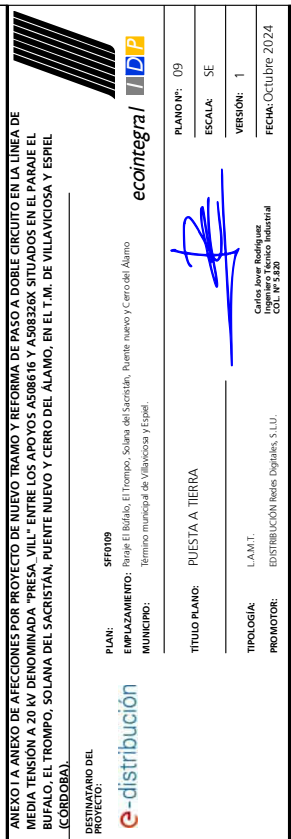 ANEXO I A ANEXO DE AFECCIONES POR PROYECTO DE NUEVO TRAMO Y REFORMA DE PASO A DOBLE CIRCUITO EN LA LÍNEA DE
MEDIA TENSIÓN A 20 KV DENOMINADA "PRESA_VILL" ENTRE LOS APOYOS A508616 Y A508326X SITUADOS EN EL PARAJE EL
BUFALO, EL TROMPO, SOLANA DEL SACRISTÁN, PUENTE NUEVO Y CERRO DEL ÁLAMO, EN EL T.M. DE VILLAVICIOSA Y ESPIEL
(CÓRDOBA).
DESTINATARIO DEL
PROYECTO:
e-distribución
PLAN: SFF0109
EMPLAZAMIENTO: Paraje El Búfalo, El Trompo, Solana del Sacristán, Puente nuevo y Cerro del Álamo
MUNICIPIO: Término municipal de Villaviciosa y Espiel.
ecointegral IDP
TÍTULO PLANO: PUESTA A TIERRA
TIPOLOGÍA: L.A.M.T.
PROMOTOR: EDISTRIBUCIÓN Redes Digitales, S.L.U.
Carlos Jover Rodríguez
Ingeniero Técnico Industrial
COL. Nº 5.820
PLANO Nº: 09
ESCALA: SE
VERSIÓN: 1
FECHA: Octubre 2024